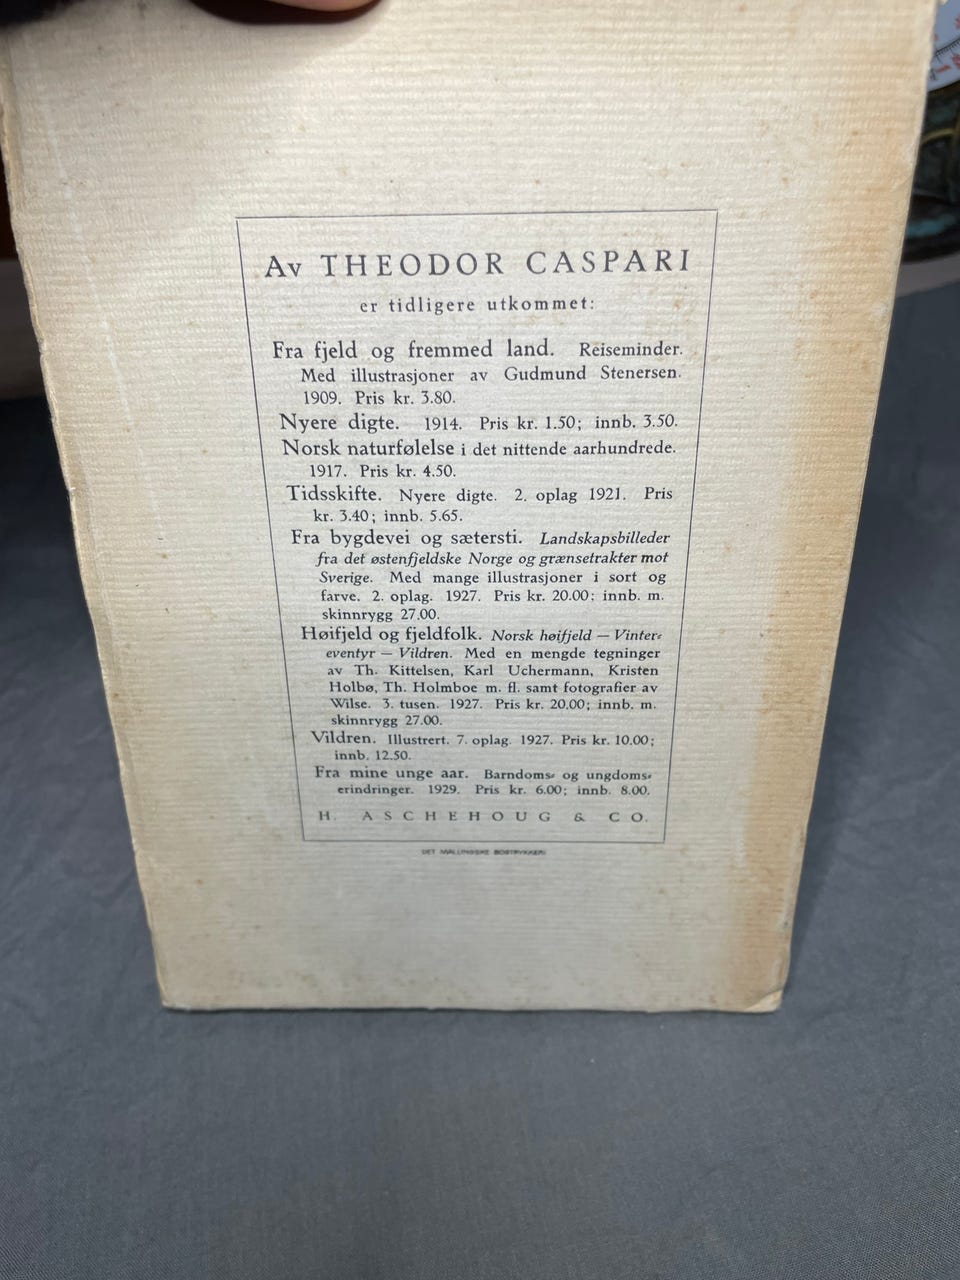 Av THEODOR CASPARI
er tidligere utkommet:
Fra fjeld og fremmed land. Reiseminder.
Med illustrasjoner av Gudmund Stenersen.
1909. Pris kr. 3.80.
Nyere digte. 1914. Pris kr. 1.50; innb. 3.50.
Norsk naturfølelse i det nittende aarhundrede.
1917. Pris kr. 4.50.
Tidsskifte. Nyere digte. 2. oplag 1921. Pris
kr. 3.40; innb. 5.65.
Fra bygdevei og sætersti. Landskapsbilleder
fra det østenfjeldske Norge og grænsetrakter mot
Sverige. Med mange illustrasjoner i sort og
farve. 2. oplag. 1927. Pris kr. 20.00; innb. m.
skinnrygg 27.00.
Høifjeld og fjeldfolk. Norsk høifjeld — Vinter-
eventyr — Vildren. Med en mengde tegninger
av Th. Kittelsen, Karl Uchermann, Kristen
Holbø, Th. Holmboe m. fl. samt fotografier av
Wilse. 3. tusen. 1927. Pris kr. 20.00; innb. m.
skinnrygg 27.00.
Vildren. Illustrert. 7. oplag. 1927. Pris kr. 10.00;
innb. 12.50.
Fra mine unge aar. Barndoms- og ungdoms-
erindringer. 1929. Pris kr. 6.00; innb. 8.00.
H. ASCHEHOUG & CO.
DET MALLINGSKE BOGTRYKKERI